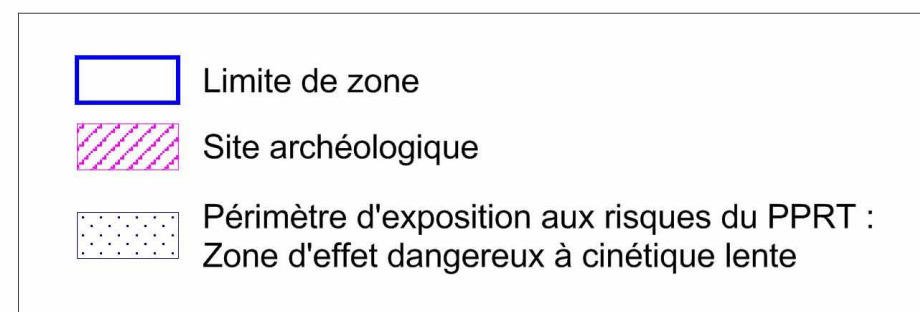 Limite de zone
Site archéologique
Périmètre d'exposition aux risques du PPRT :
Zone d'effet dangereux à cinétique lente